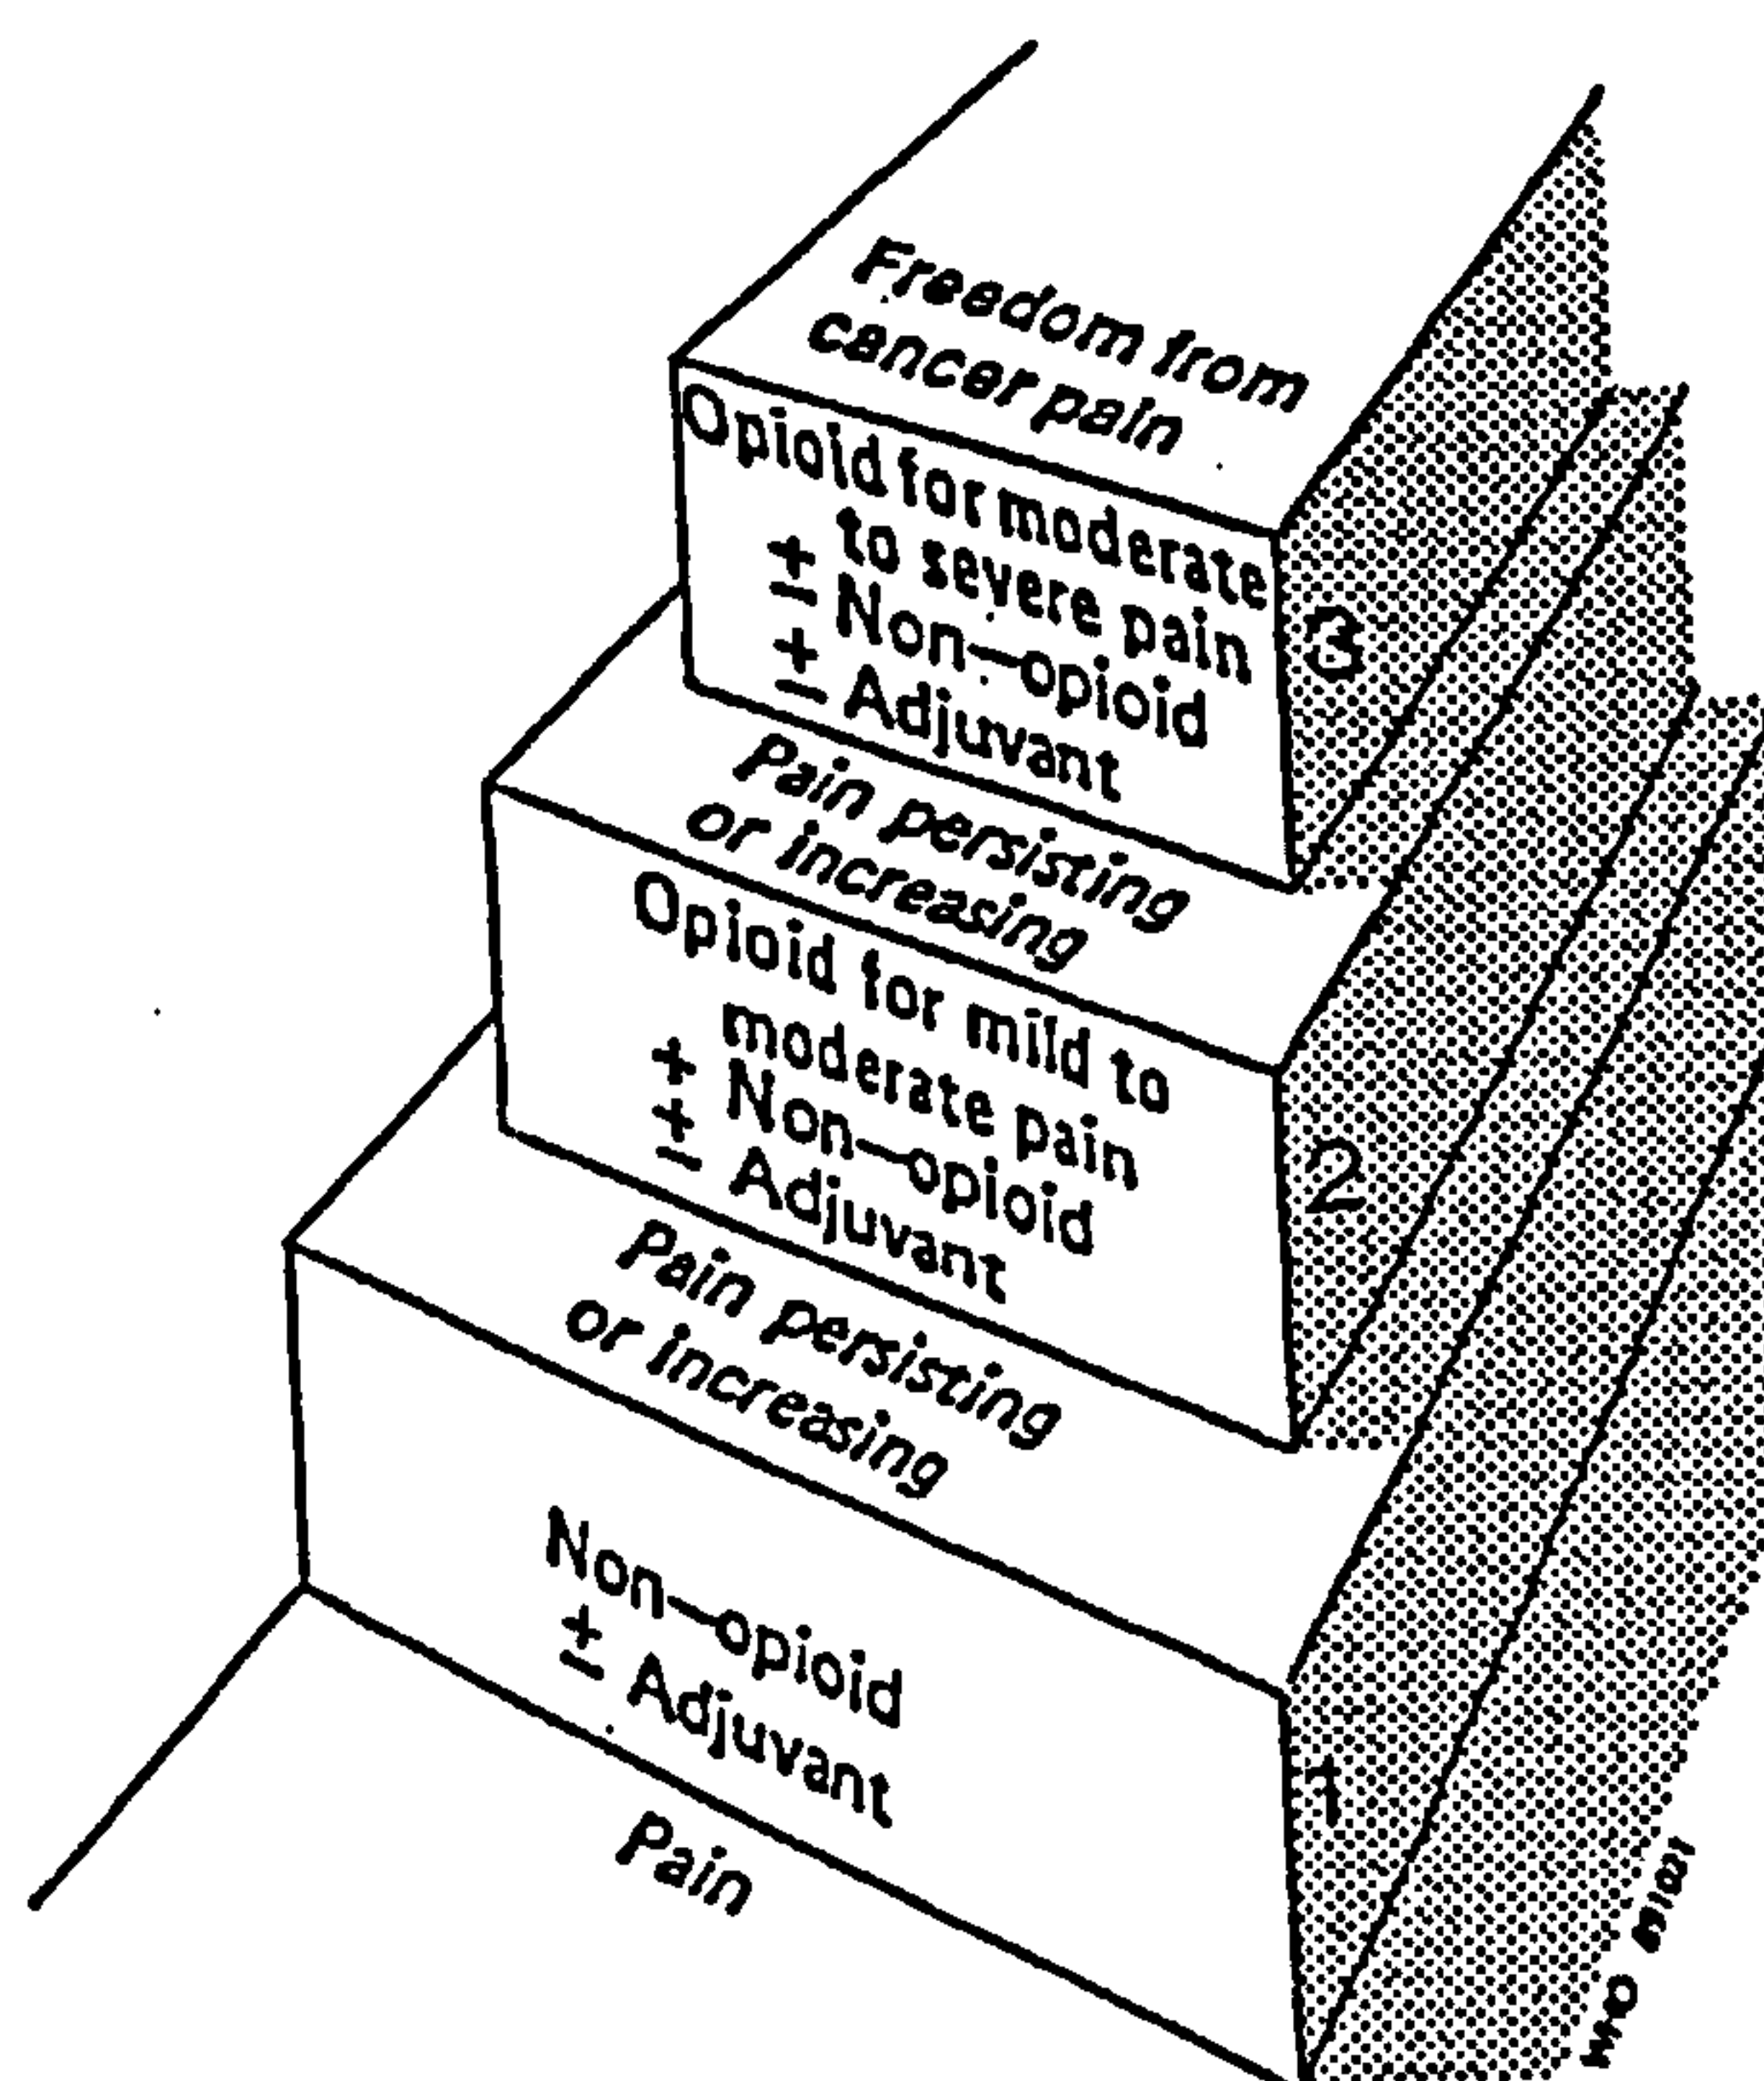 Freedom from
cancer pain
Opioid for moderate
to severe pain
± Non–opioid
± Adjuvant
3
Pain persisting
or increasing
Opioid for mild to
moderate pain
+ Non–opioid
± Adjuvant
2
Pain persisting
or increasing
Non–opioid
± Adjuvant
1
Pain
WHO